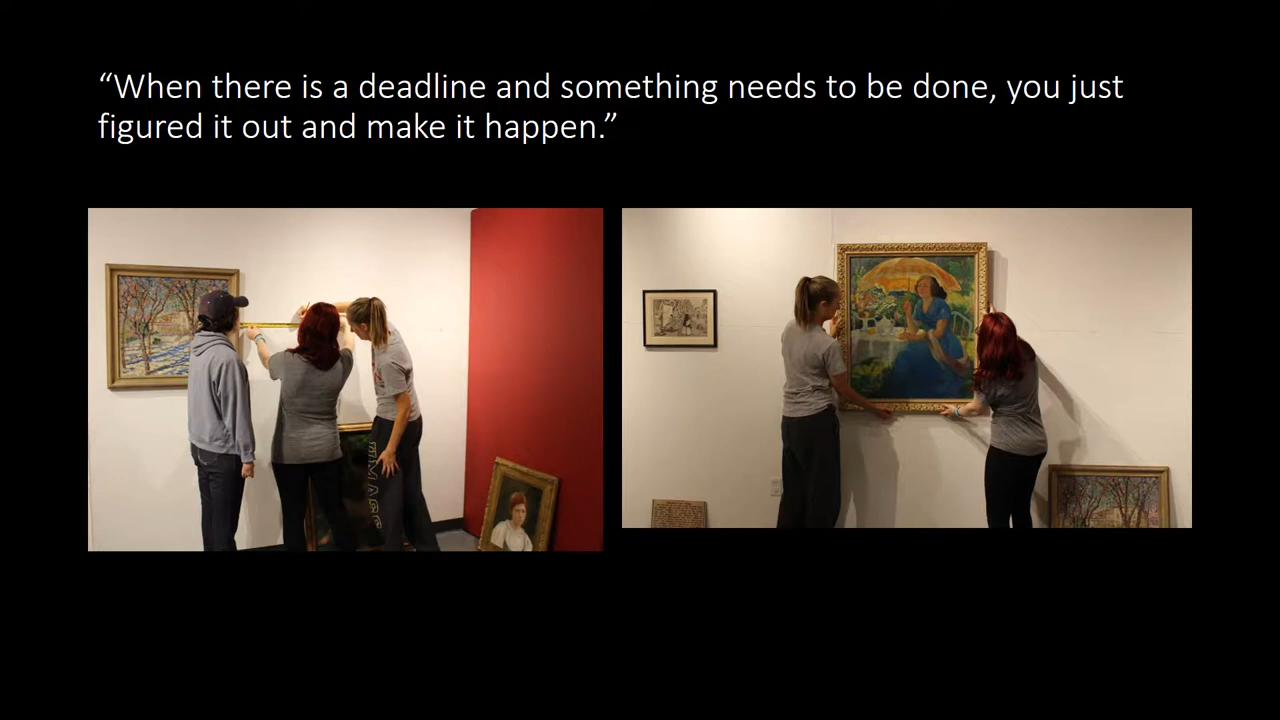 “When there is a deadline and something needs to be done, you just
figured it out and make it happen.”